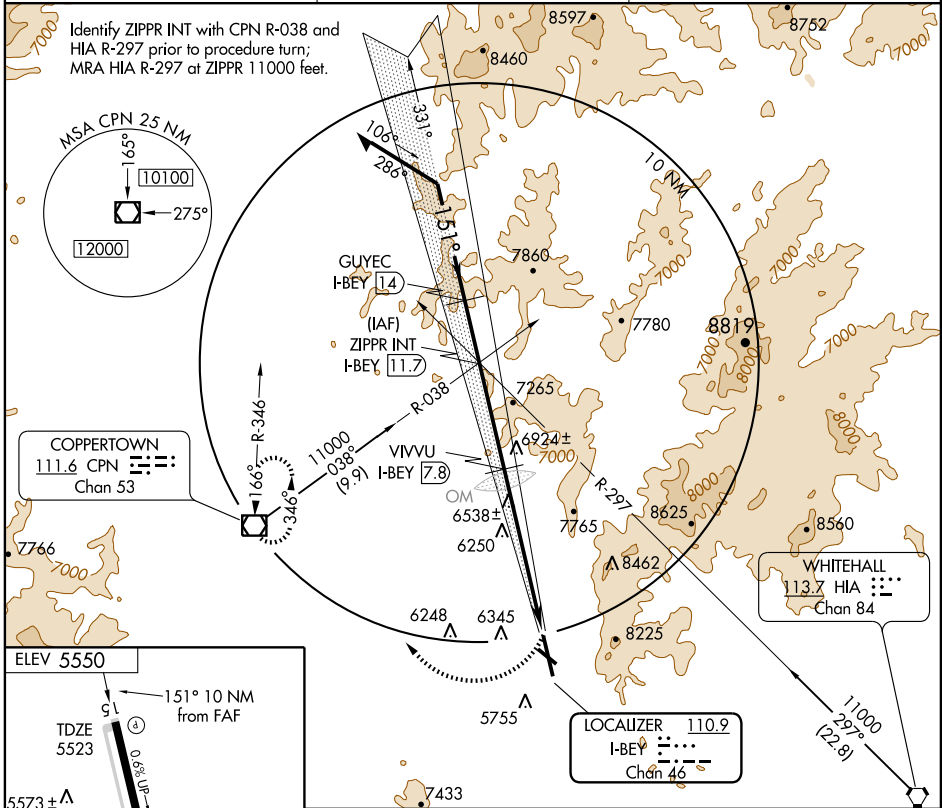 Identify ZIPPR INT with CPN R-038 and
HIA R-297 prior to procedure turn;
MRA HIA R-297 at ZIPPR 11000 feet.
7000
8597
8460
8752
7000
MSA CPN 25 NM
165°
10100
275°
12000
331°
106°
286°
151°
10 NM
GUYEC
I-BEY 14
7860
7000
7780
8819
7000
7000
8000
(IAF)
ZIPPR INT
I-BEY 11.7
R-038
R-346
7265
6924±
7000
8000
COPPERTOWN
111.6 CPN
Chan 53
11000
038°
(9.9)
166°
346°
VIVVU
I-BEY 7.8
OM
6538±
6250
7765
R-297
8000
8625
8560
8462
7766
7000
WHITEHALL
113.7 HIA
Chan 84
6248
6345
8225
ELEV 5550
15
151° 10 NM
from FAF
P
TDZE
5523
0.6% UP
5573±
5755
LOCALIZER 110.9
I-BEY
Chan 46
11000
297°
(22.8)
7433